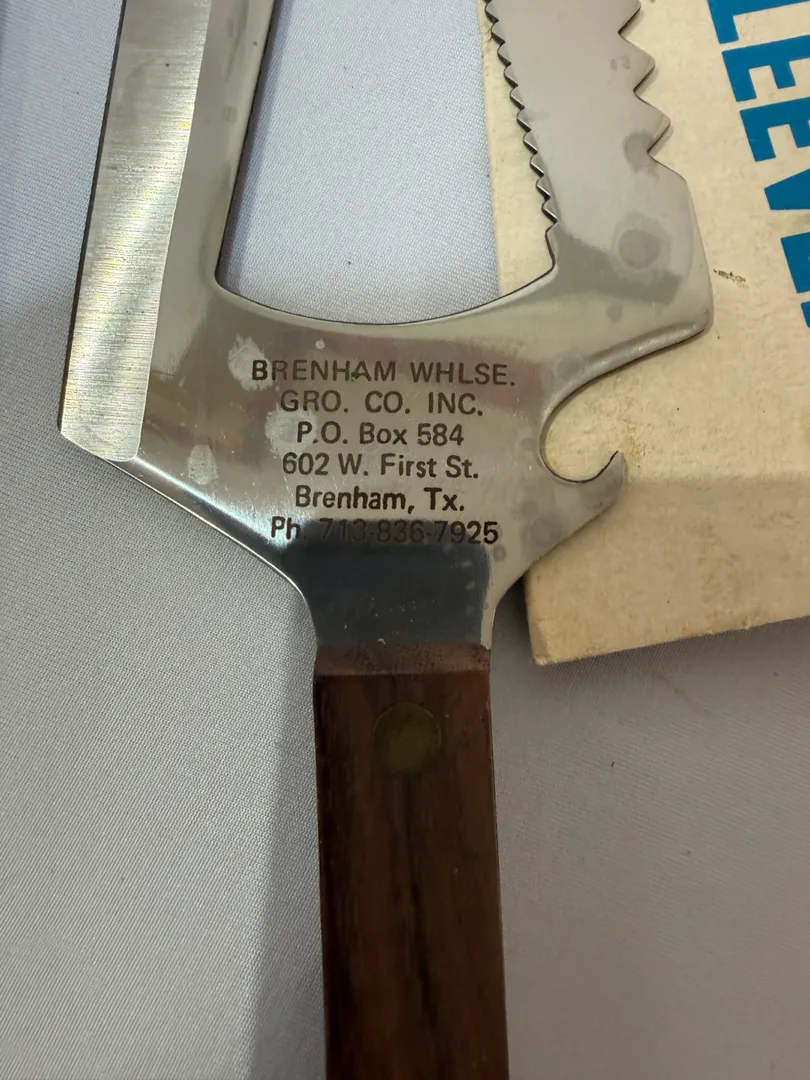 BRENHAM WHLSE.
GRO. CO. INC.
P.O. Box 584
602 W. First St.
Brenham, Tx.
Ph. 713-836-7925